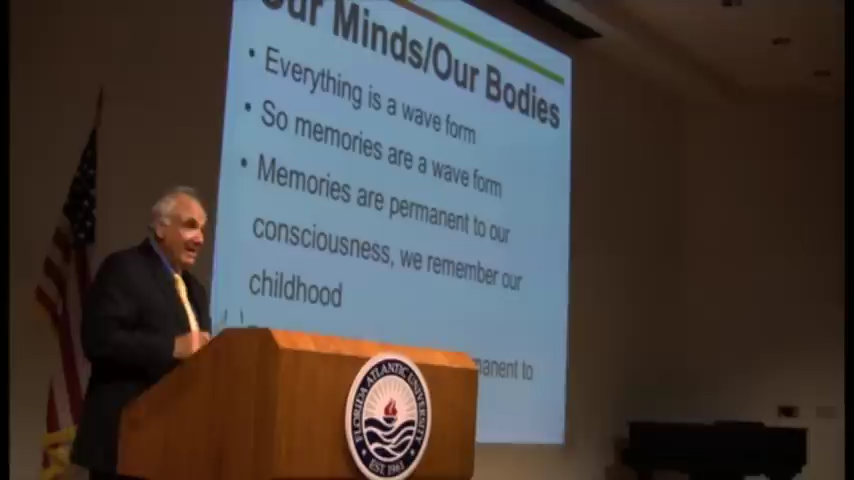 Our Minds/Our Bodies
• Everything is a wave form
• So memories are a wave form
• Memories are permanent to our
consciousness, we remember our
childhood
to
FLORIDA ATLANTIC UNIVERSITY
EST. 1961